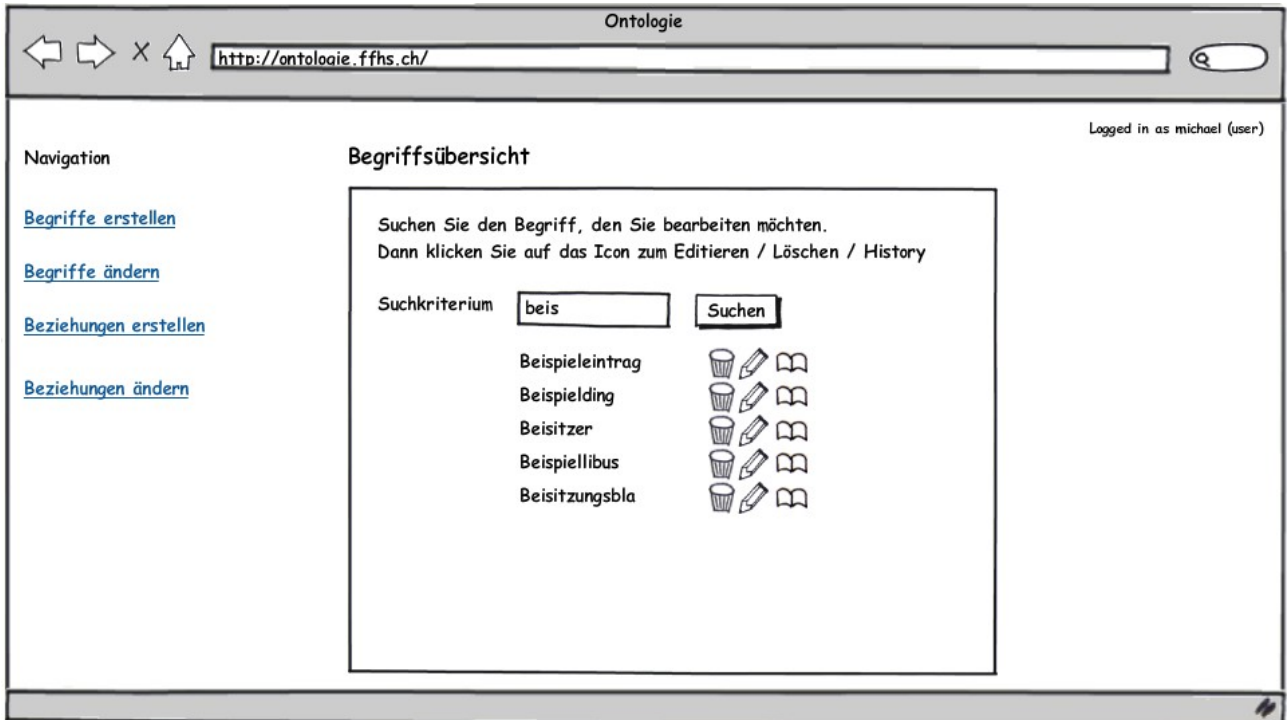 Ontologie
http://ontologie.ffhs.ch/
Logged in as michael (user)
Navigation
Begriffe erstellen
Begriffe ändern
Beziehungen erstellen
Beziehungen ändern
Begriffsübersicht
Suchen Sie den Begriff, den Sie bearbeiten möchten.
Dann klicken Sie auf das Icon zum Editieren / Löschen / History
Suchkriterium beis Suchen
Beispieleintrag
Beispielding
Beisitzer
Beispiellibus
Beisitzungsbla